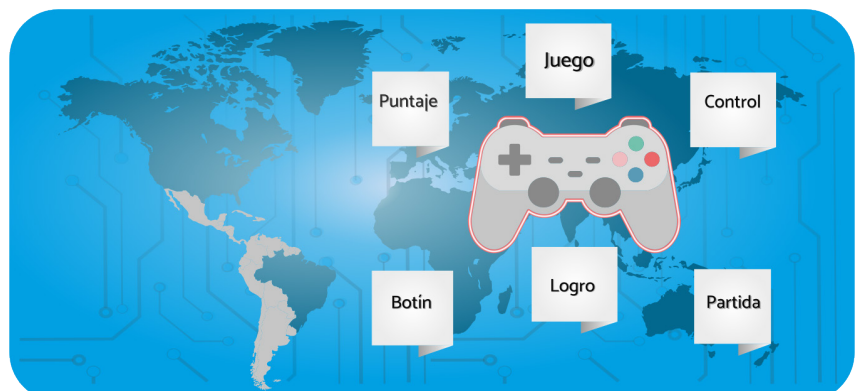 Juego
Puntaje
Control
Botín
Logro
Partida